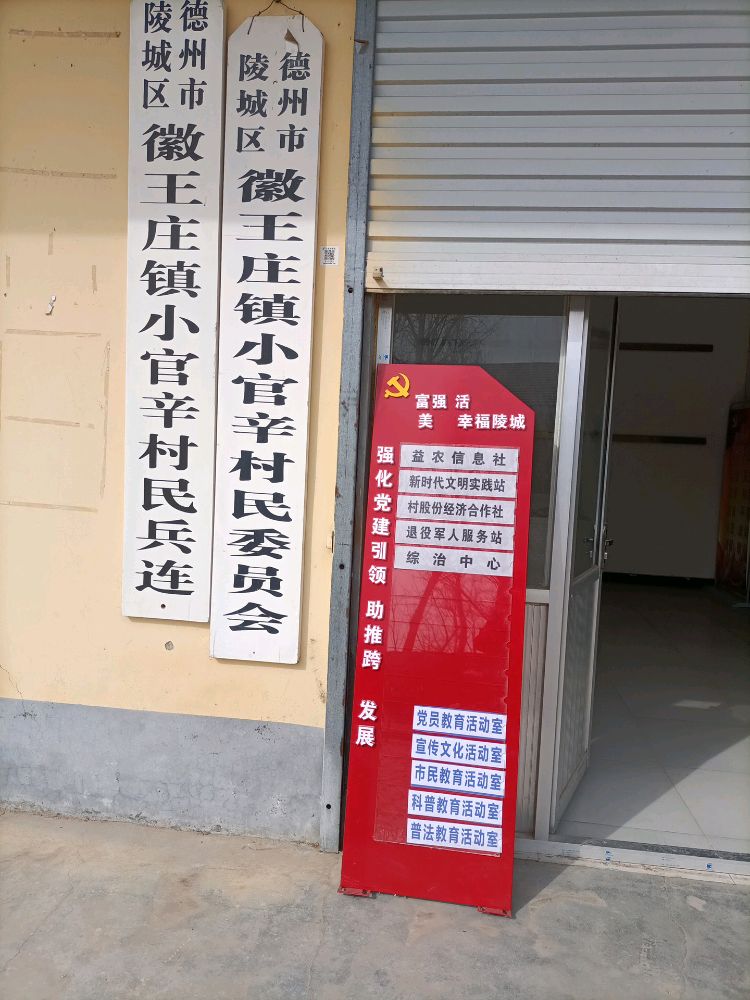 德州市
陵城区
徽王庄镇小官辛村民兵连
德州市
陵城区
徽王庄镇小官辛村民委员会
富强 活
美 幸福陵城
强化党建引领 助推跨 发展
益农信息社
新时代文明实践站
村股份经济合作社
退役军人服务站
综治中心
党员教育活动室
宣传文化活动室
市民教育活动室
科普教育活动室
普法教育活动室